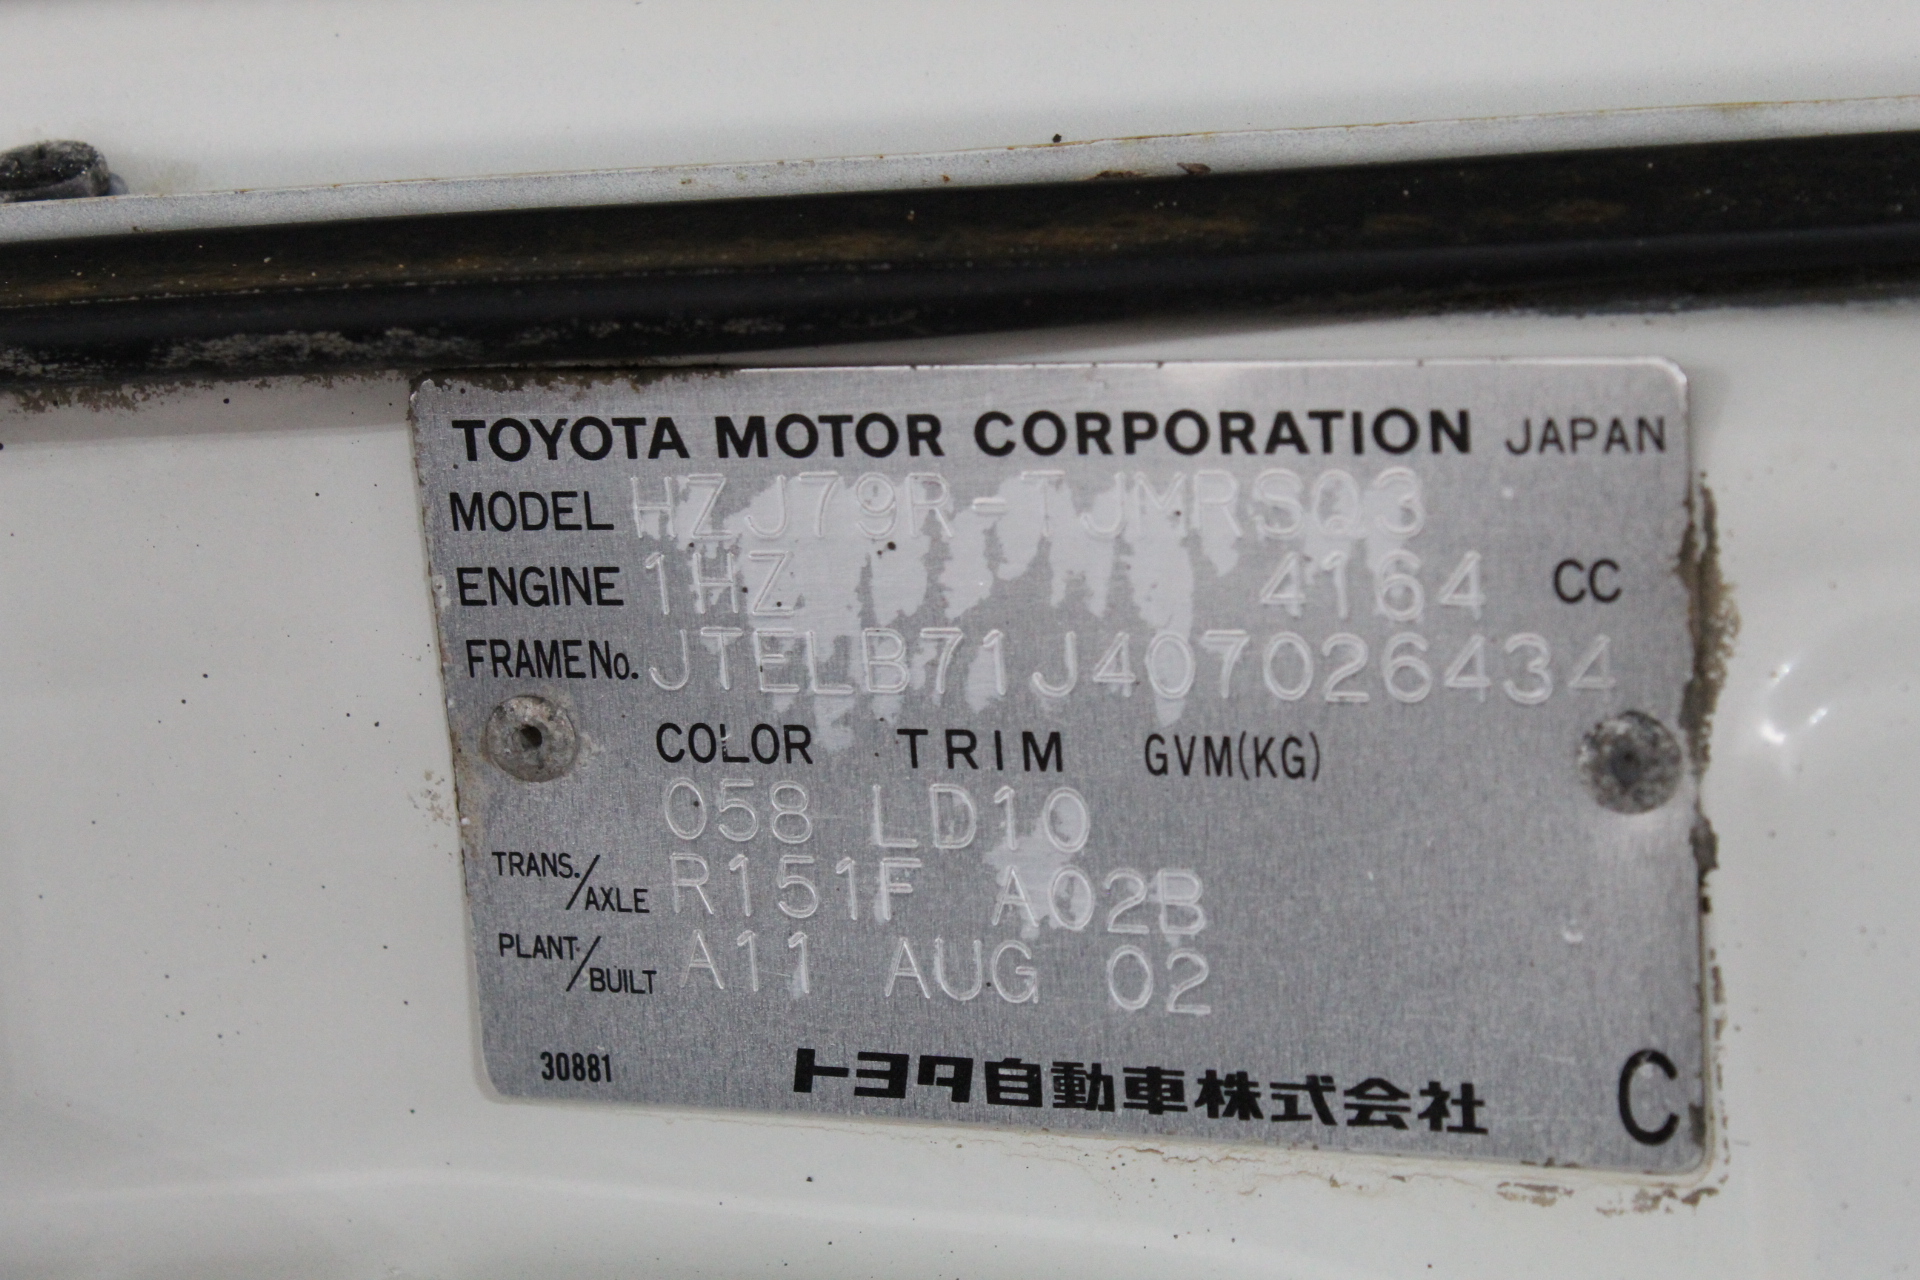 TOYOTA MOTOR CORPORATION JAPAN
MODEL HZJ79R-TJMRSQ3
ENGINE 1HZ 4164 CC
FRAME No. JTELB71J407026434
COLOR TRIM GVM(KG)
058 LD10
TRANS./AXLE R151F A02B
PLANT/BUILT A11 AUG 02
30881 トヨタ自動車株式会社 C